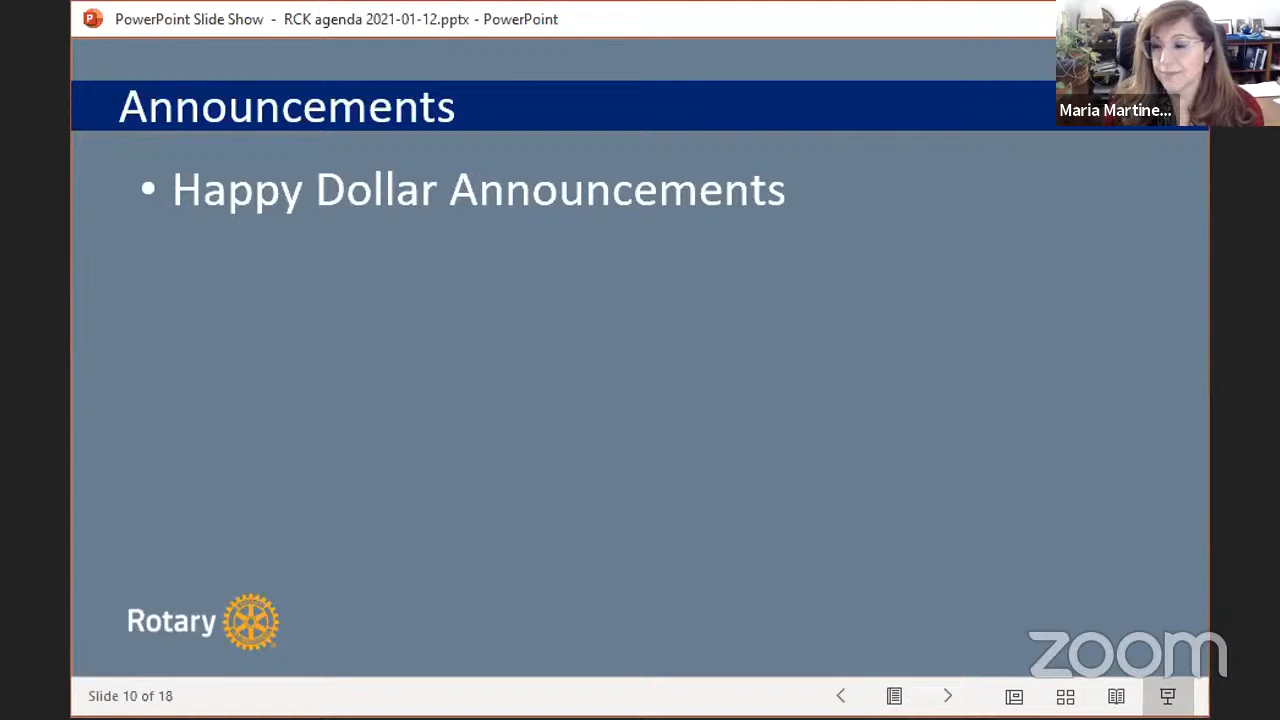 PowerPoint Slide Show - RCK agenda 2021-01-12.pptx - PowerPoint
Maria Martine...
Announcements
• Happy Dollar Announcements
Rotary
zoom
Slide 10 of 18